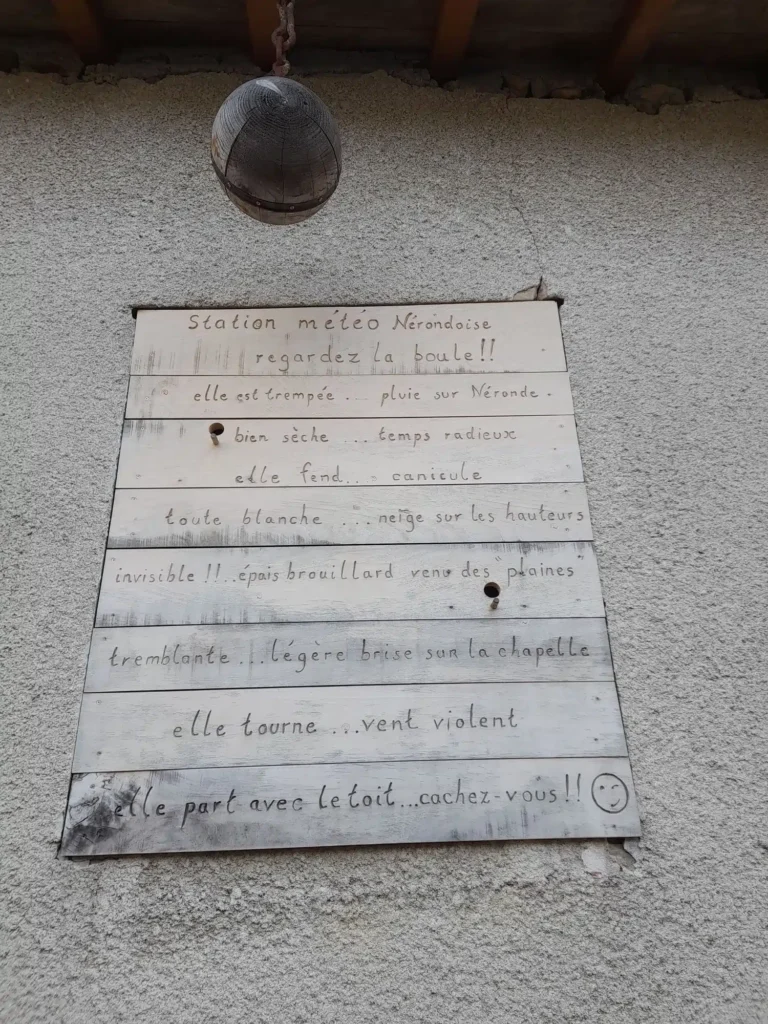 Station météo Nérondoise
regardez la boule!!
elle est trempée ... pluie sur Néronde.
bien sèche ... temps radieux
elle fend... canicule
toute blanche ... neige sur les hauteurs
invisible !!..épais brouillard venu des "plaines"
tremblante ...légère brise sur la chapelle
elle tourne ...vent violent
elle part avec le toit...cachez-vous!!